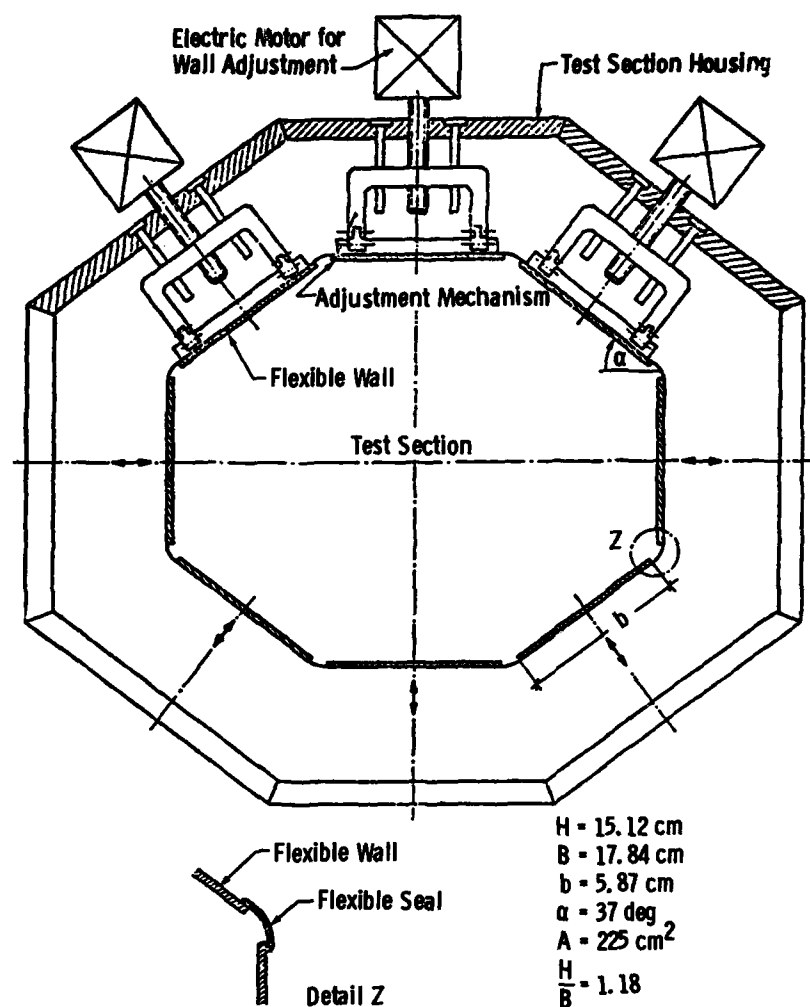 Electric Motor for
Wall Adjustment
Test Section Housing
Adjustment Mechanism
α
Flexible Wall
Test Section
Z
b
H = 15.12 cm
B = 17.84 cm
b = 5.87 cm
α = 37 deg
A = 225 cm²
H/B = 1.18
Flexible Wall
Flexible Seal
Detail Z